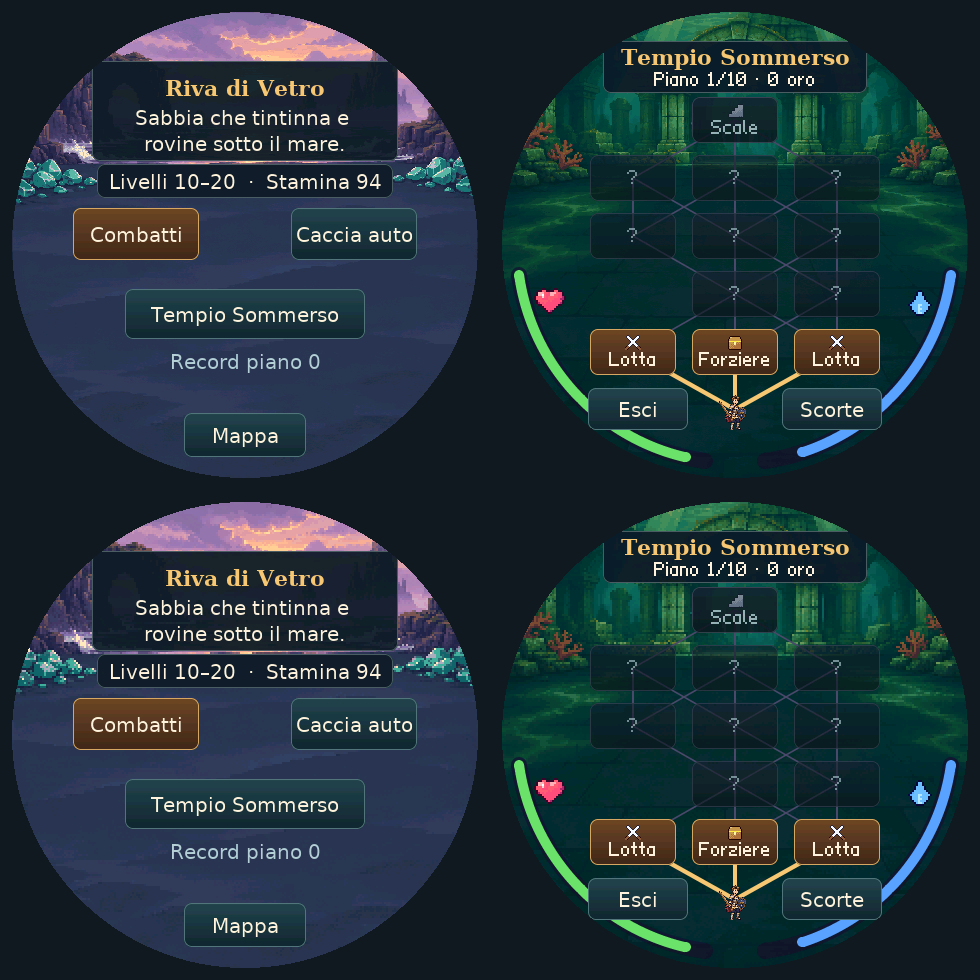 Riva di Vetro
Sabbia che tintinna e
rovine sotto il mare.
Livelli 10–20 · Stamina 94
Combatti
Caccia auto
Tempio Sommerso
Record piano 0
Mappa
Tempio Sommerso
Piano 1/10 · 0 oro
Scale
? ? ?
? ? ?
? ?
Lotta Forziere Lotta
Esci Scorte
Riva di Vetro
Sabbia che tintinna e
rovine sotto il mare.
Livelli 10–20 · Stamina 94
Combatti
Caccia auto
Tempio Sommerso
Record piano 0
Mappa
Tempio Sommerso
Piano 1/10 · 0 oro
Scale
? ? ?
? ? ?
? ?
Lotta Forziere Lotta
Esci Scorte